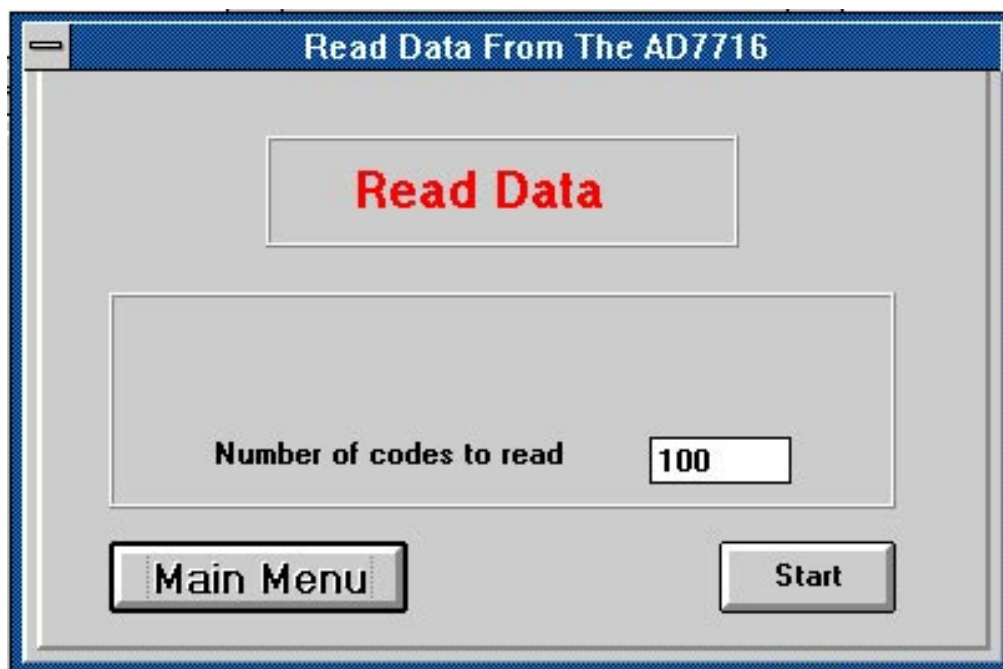 Read Data From The AD7716
Read Data
Number of codes to read 100
Main Menu Start